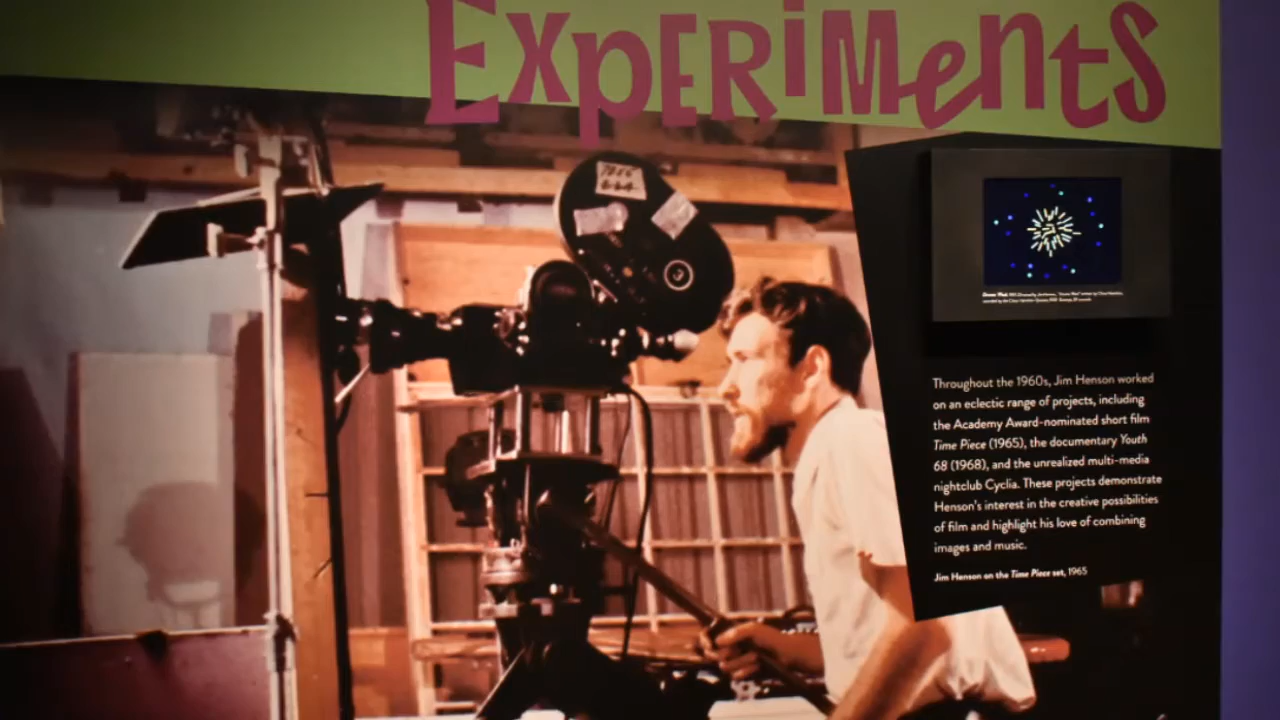 Experiments
Throughout the 1960s, Jim Henson worked
on an eclectic range of projects, including
the Academy Award-nominated short film
Time Piece (1965), the documentary Youth
68 (1968), and the unrealized multi-media
nightclub Cyclia. These projects demonstrate
Henson's interest in the creative possibilities
of film and highlight his love of combining
images and music.
Jim Henson on the Time Piece set, 1965